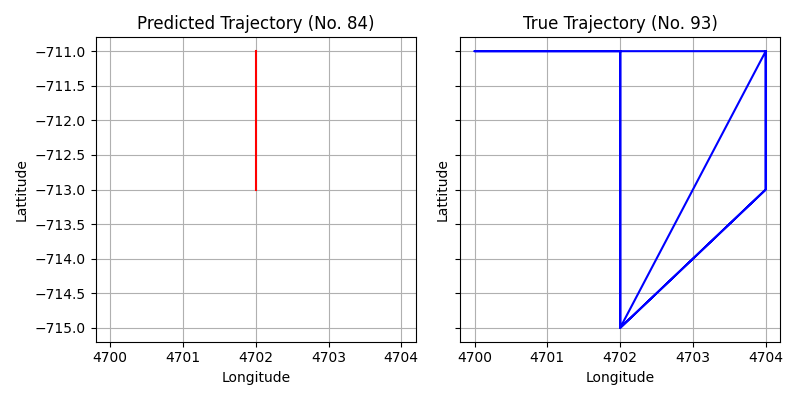 Predicted Trajectory (No. 84)
True Trajectory (No. 93)
Lattitude
−711.0
−711.5
−712.0
−712.5
−713.0
−713.5
−714.0
−714.5
−715.0
4700 4701 4702 4703 4704
Longitude
Lattitude
4700 4701 4702 4703 4704
Longitude